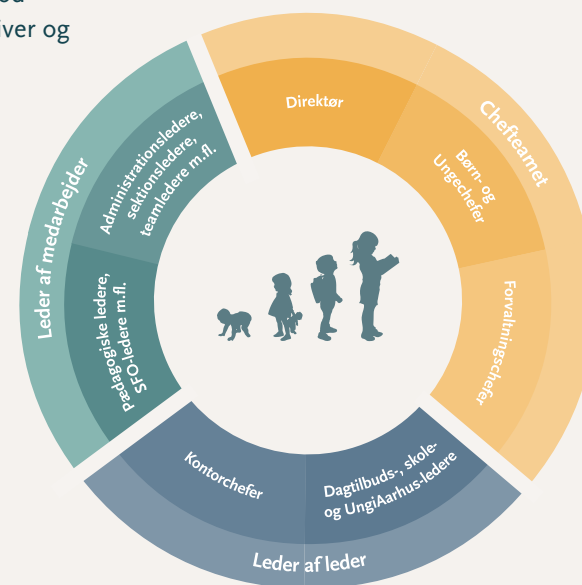 iver og
Direktør
Chefteamet
Børn- og
Ungechefer
Forvaltningschefer
Dagtilbuds-, skole-
og UngiAarhus-ledere
Kontorchefer
Leder af leder
Pædagogiske ledere,
SFO-ledere m.fl.
Administrationsledere,
sektionsledere,
teamledere m.fl.
Leder af medarbejder